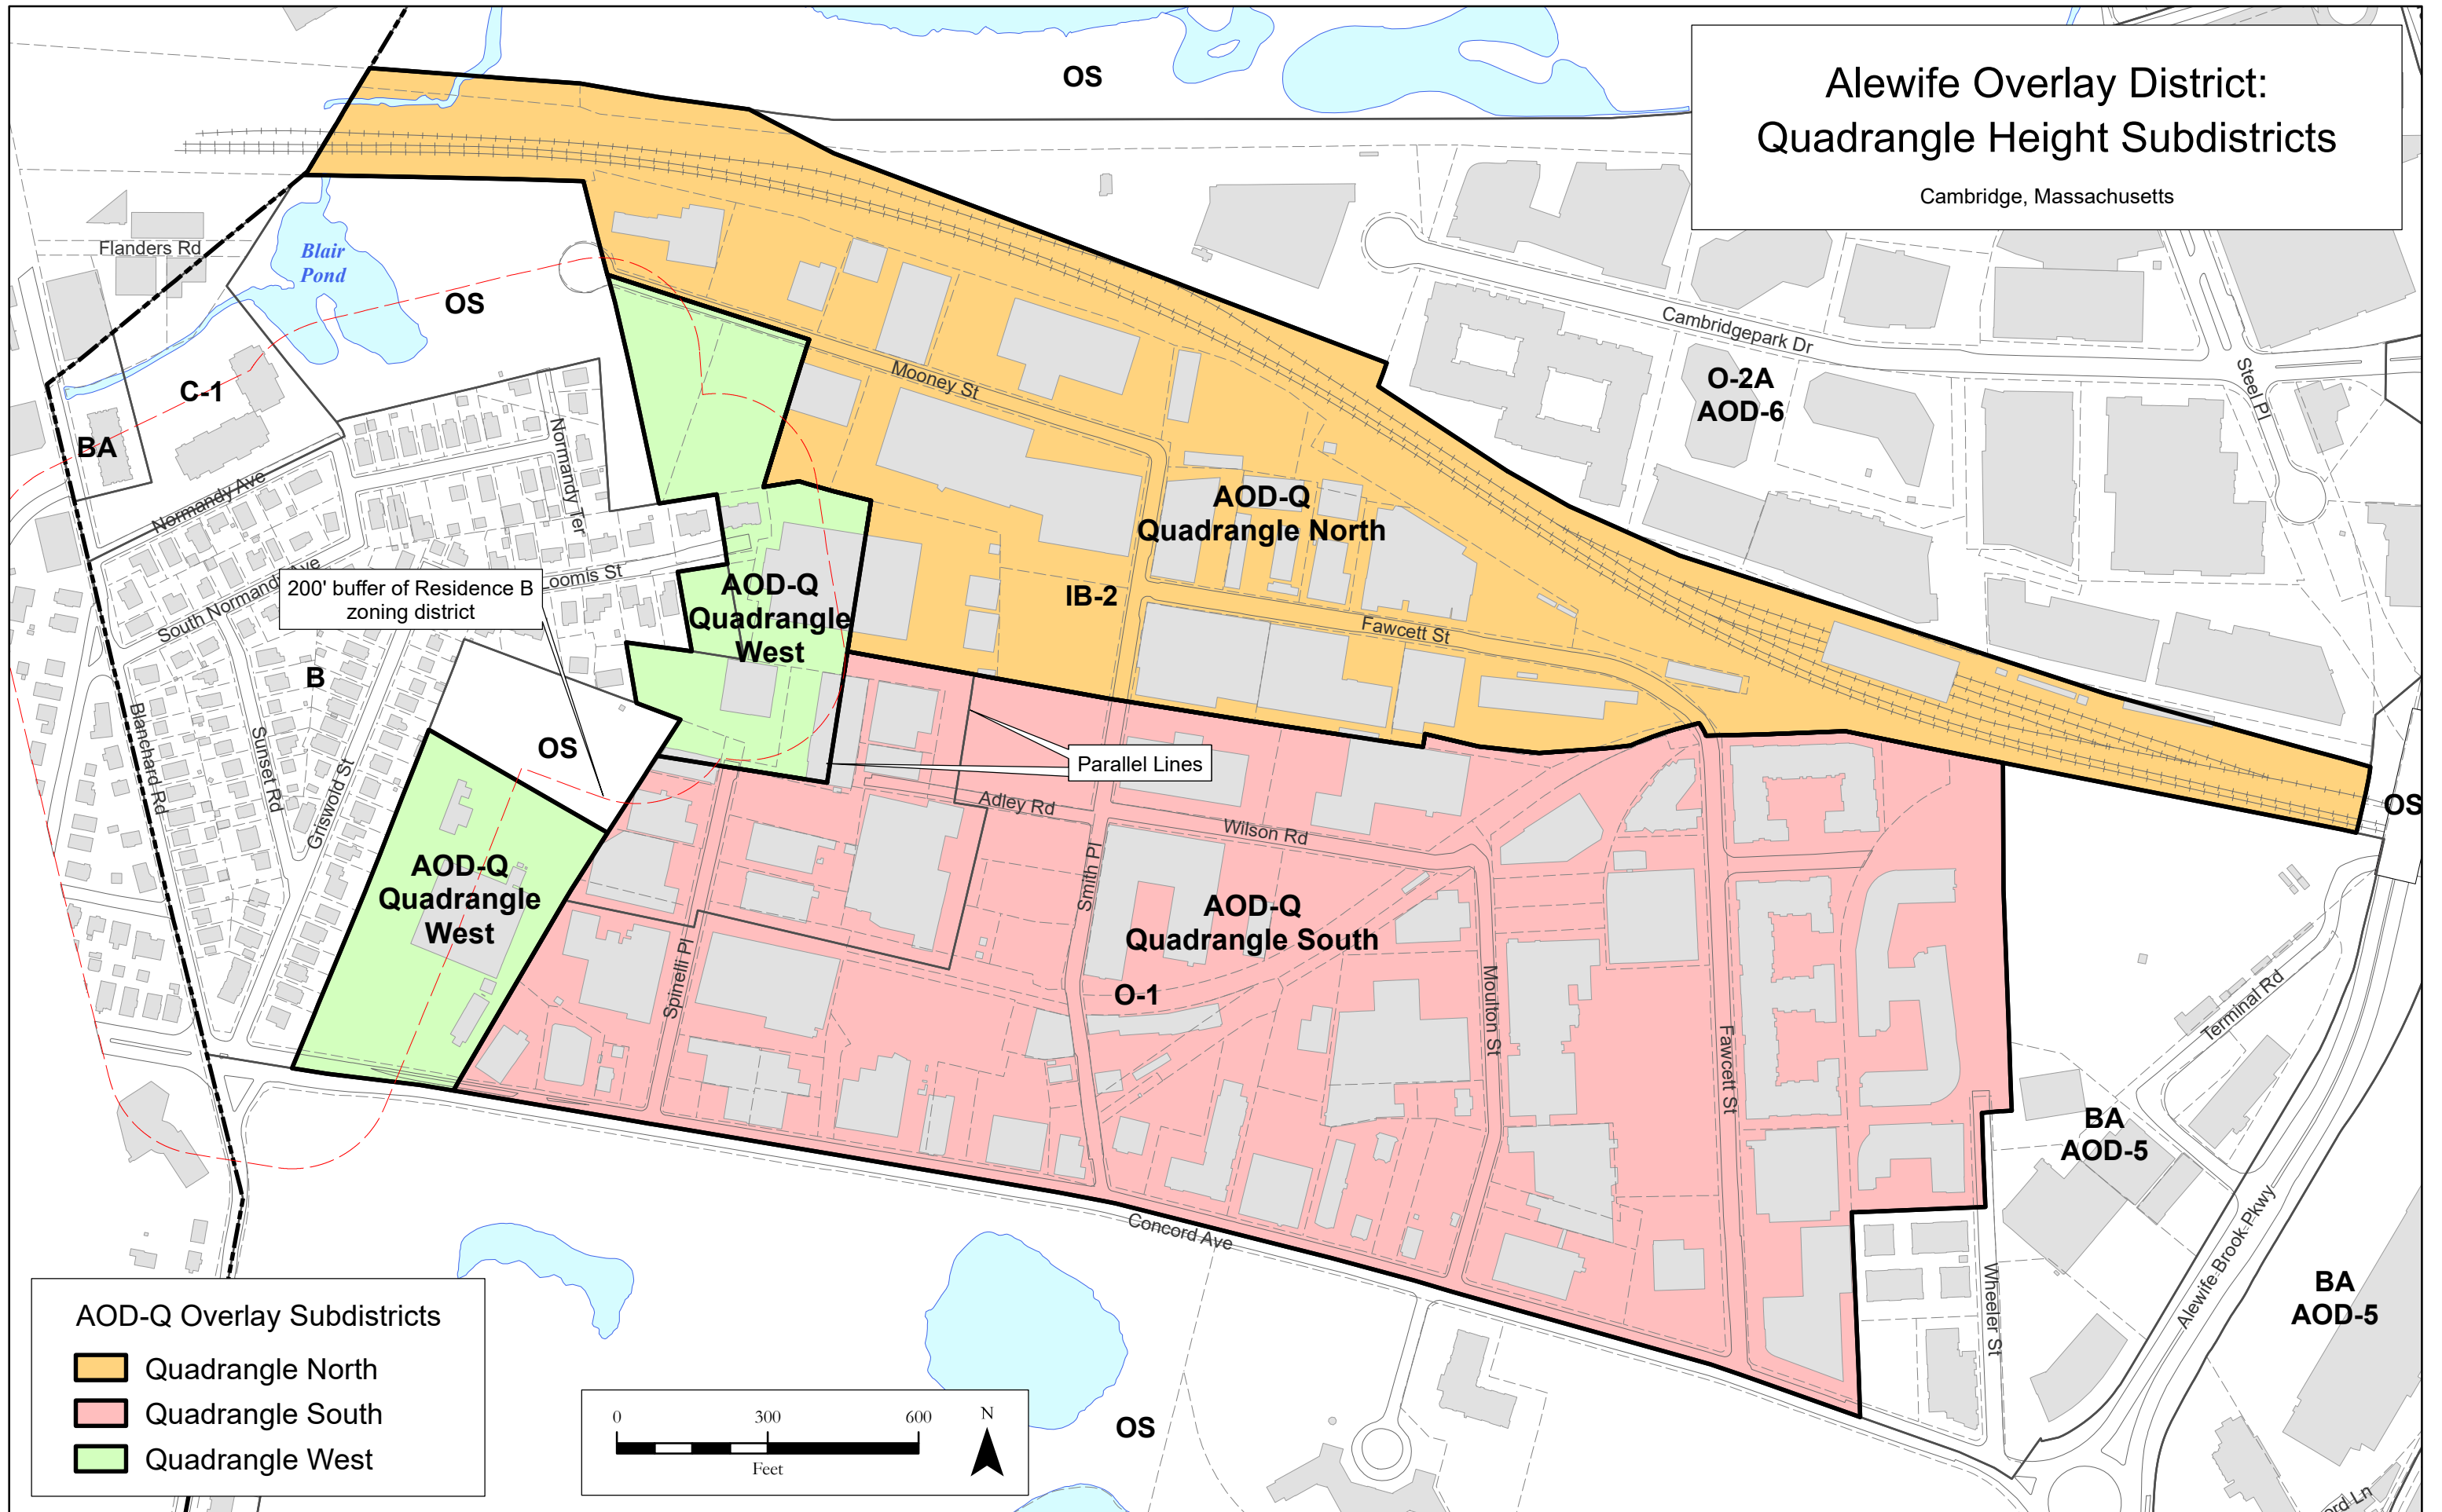 Alewife Overlay District:
Quadrangle Height Subdistricts
Cambridge, Massachusetts
OS
Flanders Rd
Blair
Pond
OS
C-1
BA
Normandy Ave
Normandy Ter
South Normandy Ave
Loomis St
200' buffer of Residence B
zoning district
B
Blanchard Rd
Sunset Rd
Griswold St
OS
AOD-Q
Quadrangle
West
AOD-Q
Quadrangle
West
Mooney St
AOD-Q
Quadrangle North
IB-2
Fawcett St
Cambridgepark Dr
O-2A
AOD-6
Steel Pl
OS
Parallel Lines
Adley Rd
Wilson Rd
Smith Pl
AOD-Q
Quadrangle South
O-1
Spinelli Pl
Moulton St
Fawcett St
Concord Ave
Terminal Rd
BA
AOD-5
Alewife Brook Pkwy
Wheeler St
BA
AOD-5
OS
ord Ln
AOD-Q Overlay Subdistricts
Quadrangle North
Quadrangle South
Quadrangle West
0 300 600
Feet
N